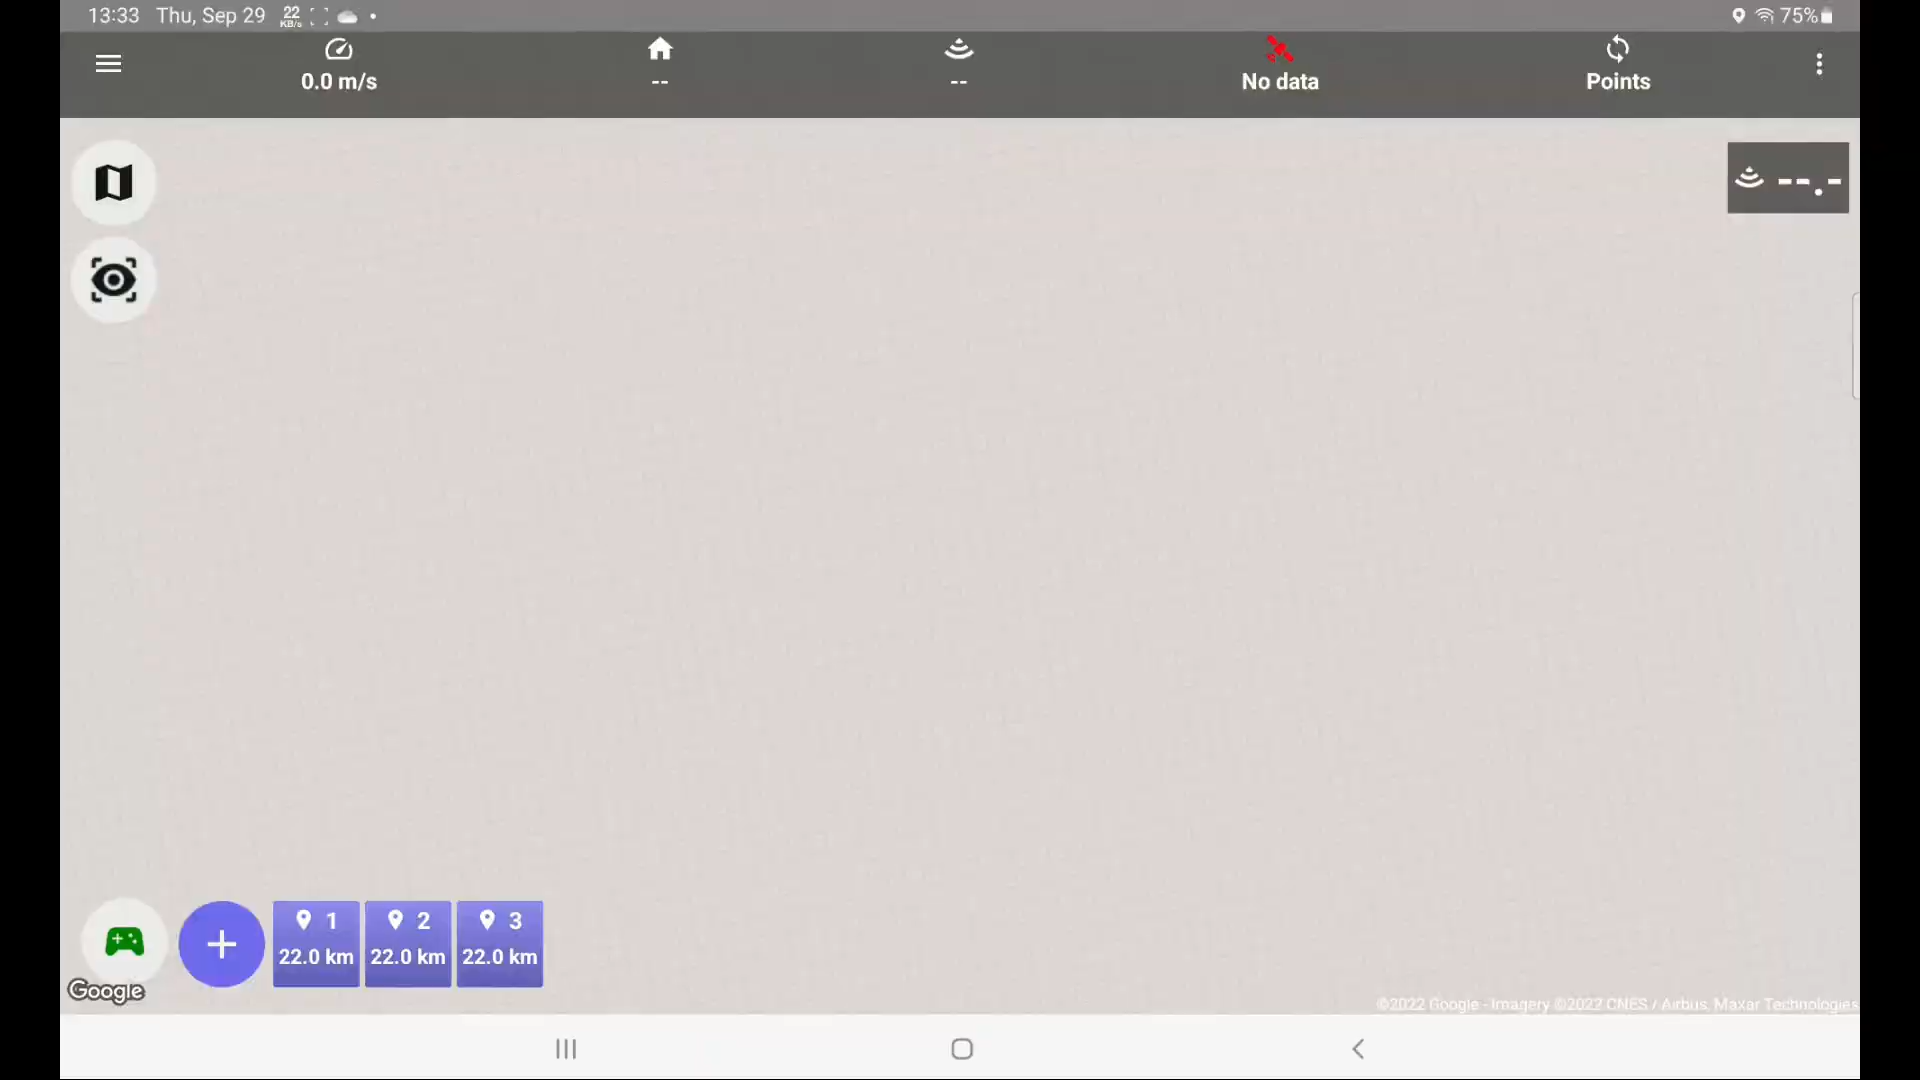 13:33 Thu, Sep 29 22 KB/s 75%
0.0 m/s
--
--
No data
Points
--.-
1
22.0 km
2
22.0 km
3
22.0 km
Google
©2022 Google - Imagery ©2022 CNES / Airbus, Maxar Technologies